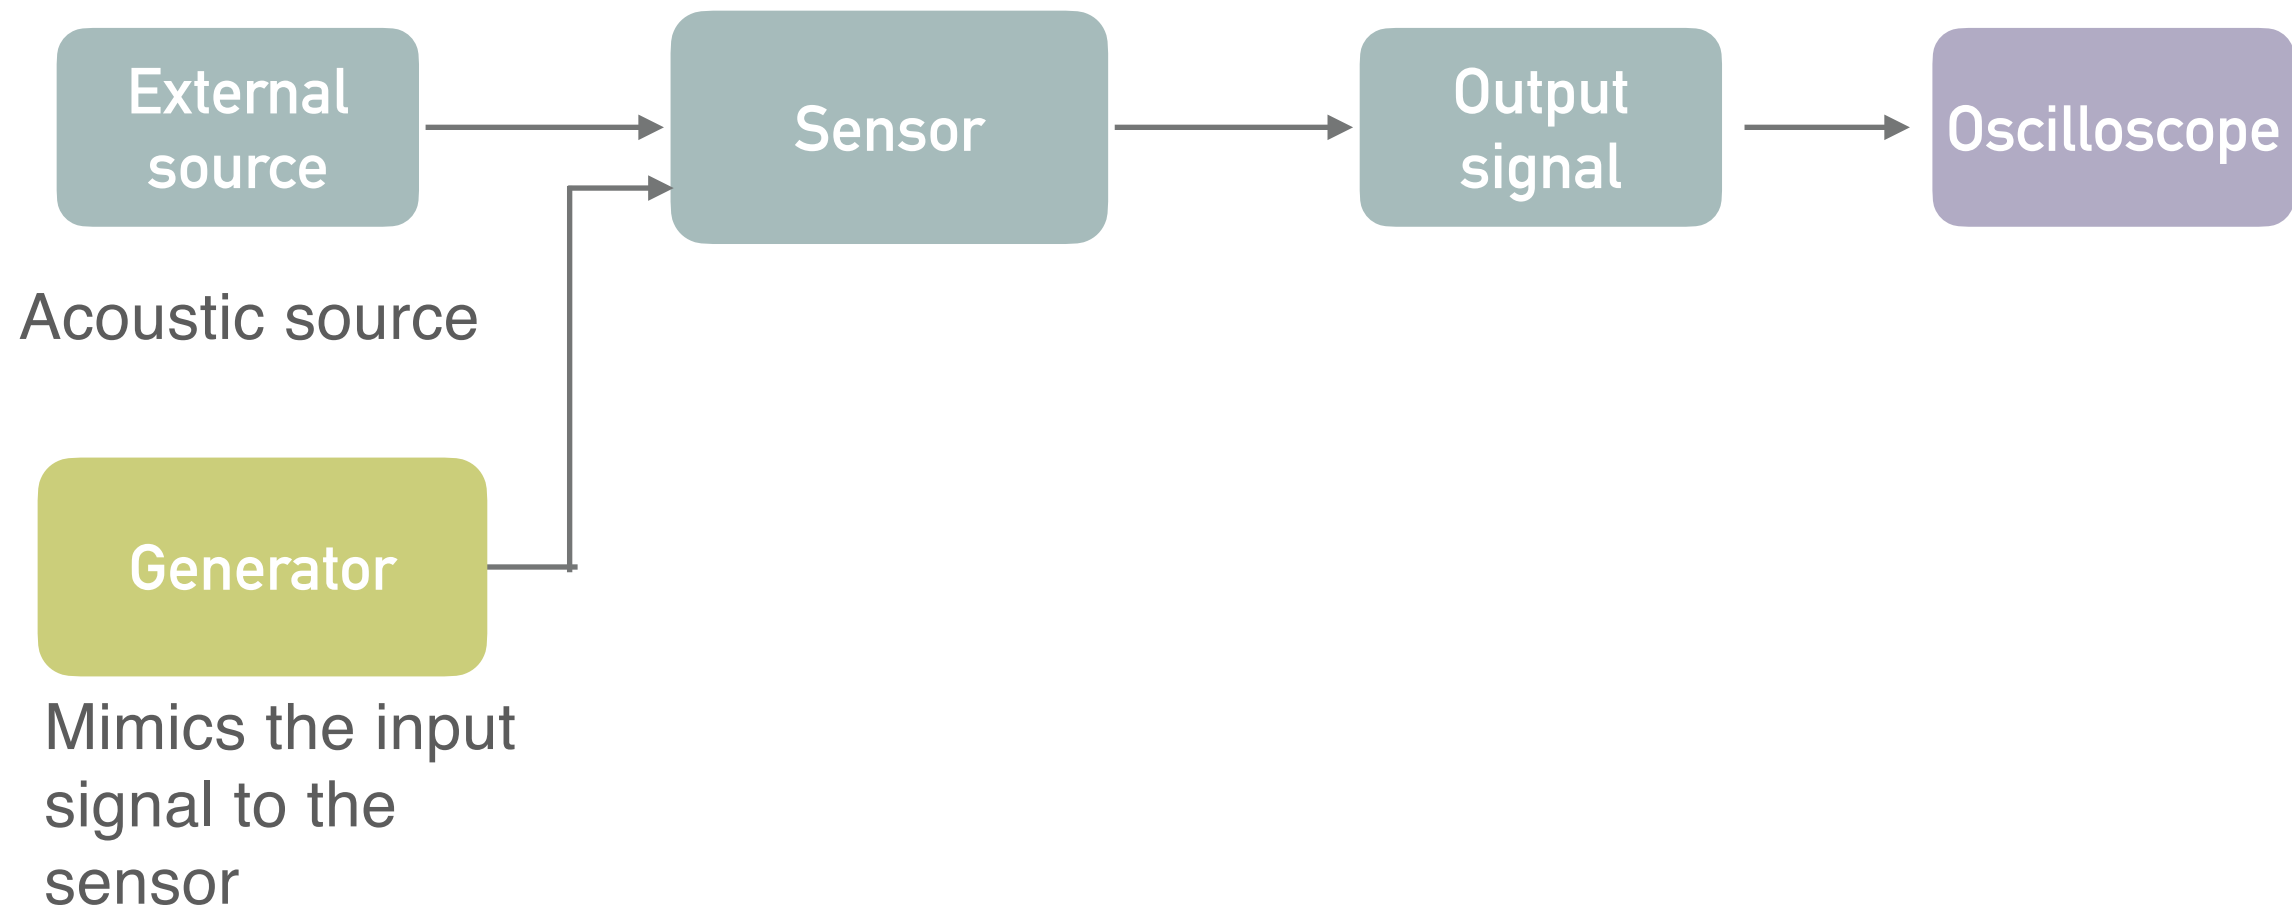 External
source
Sensor
Output
signal
Oscilloscope
Acoustic source
Generator
Mimics the input
signal to the
sensor